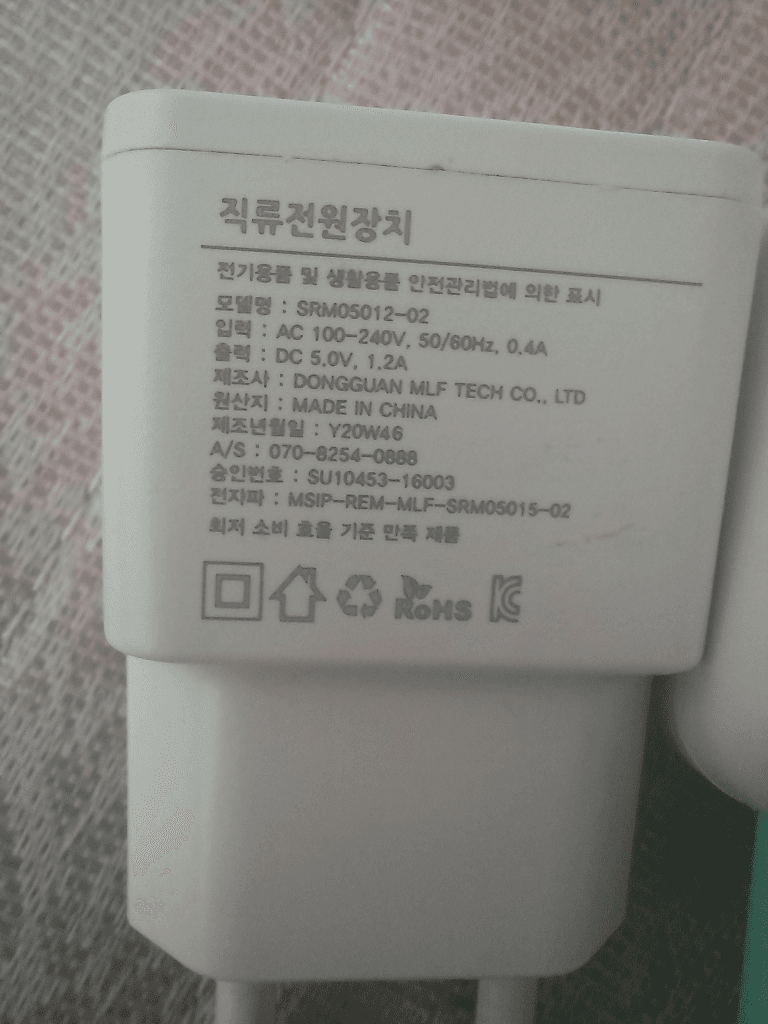 직류전원장치
전기용품 및 생활용품 안전관리법에 의한 표시
모델명 : SRM05012-02
입력 : AC 100-240V, 50/60Hz, 0.4A
출력 : DC 5.0V, 1.2A
제조사 : DONGGUAN MLF TECH CO., LTD
원산지 : MADE IN CHINA
제조년월일 : Y20W46
A/S : 070-8254-0888
승인번호 : SU10453-16003
전자파 : MSIP-REM-MLF-SRM05015-02
최저 소비 효율 기준 만족 제품
RoHS